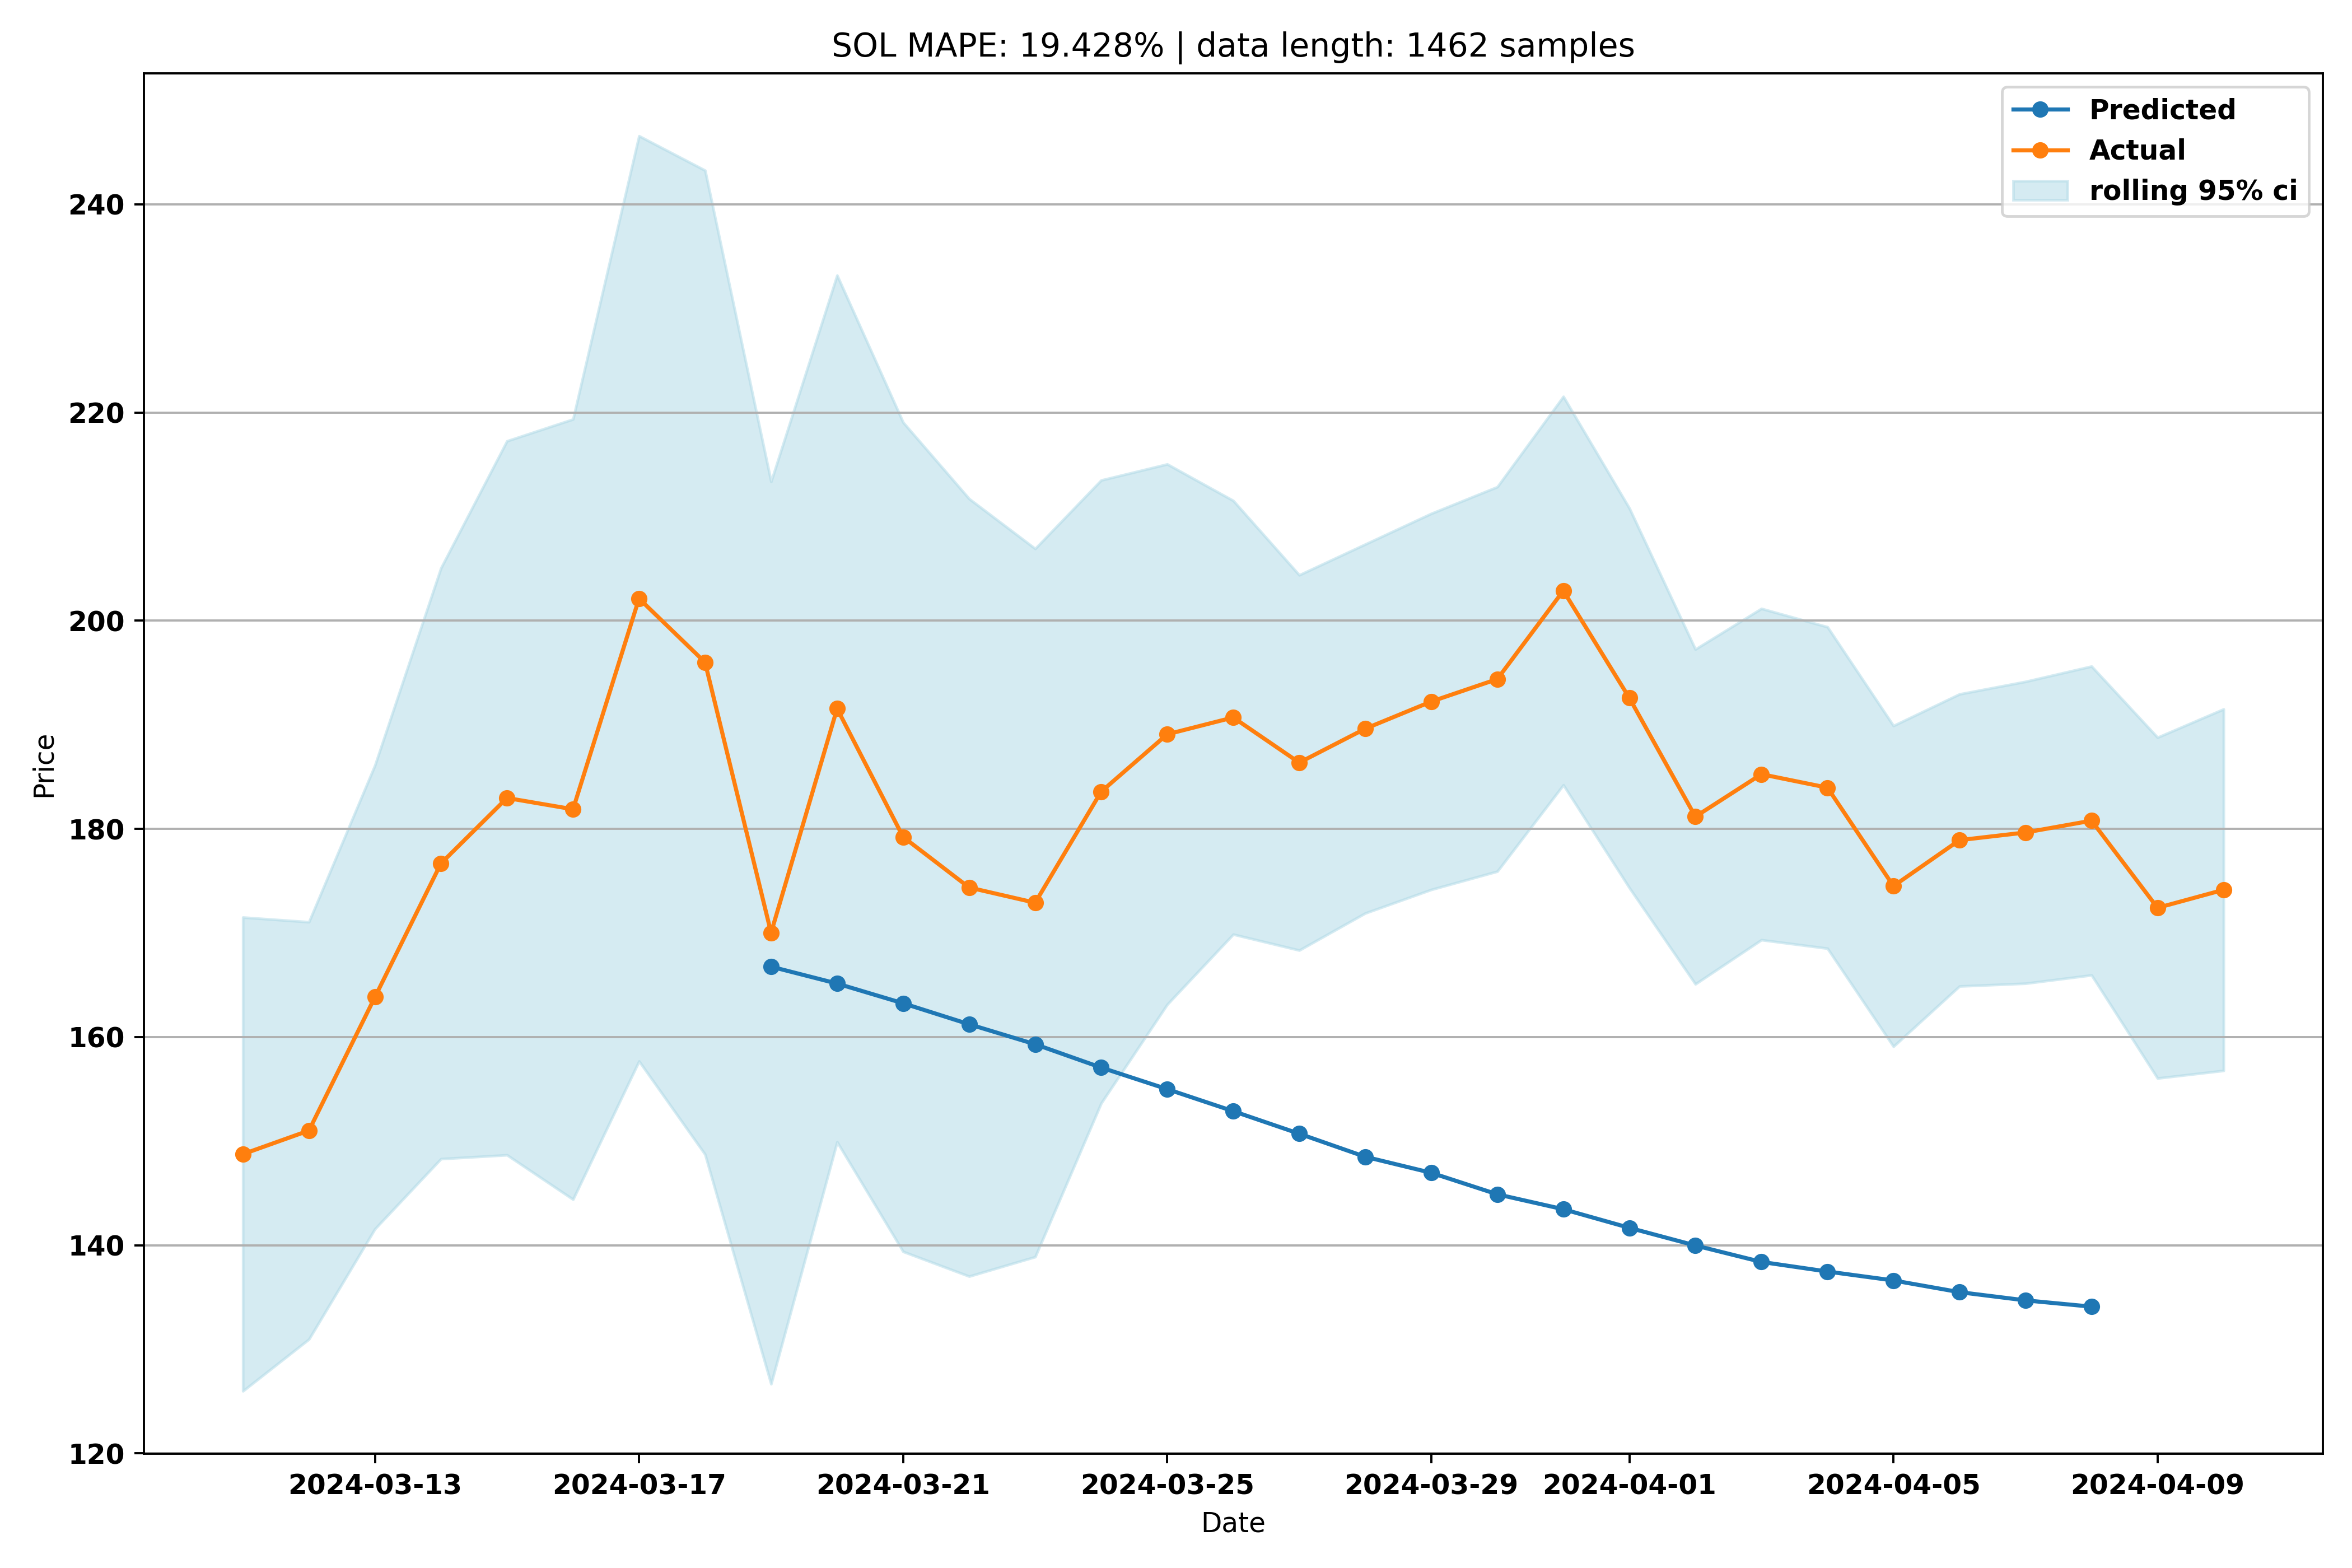 SOL MAPE: 19.428% | data length: 1462 samples
Predicted
Actual
rolling 95% ci
240
220
200
180
160
140
120
Price
2024-03-13 2024-03-17 2024-03-21 2024-03-25 2024-03-29 2024-04-01 2024-04-05 2024-04-09
Date